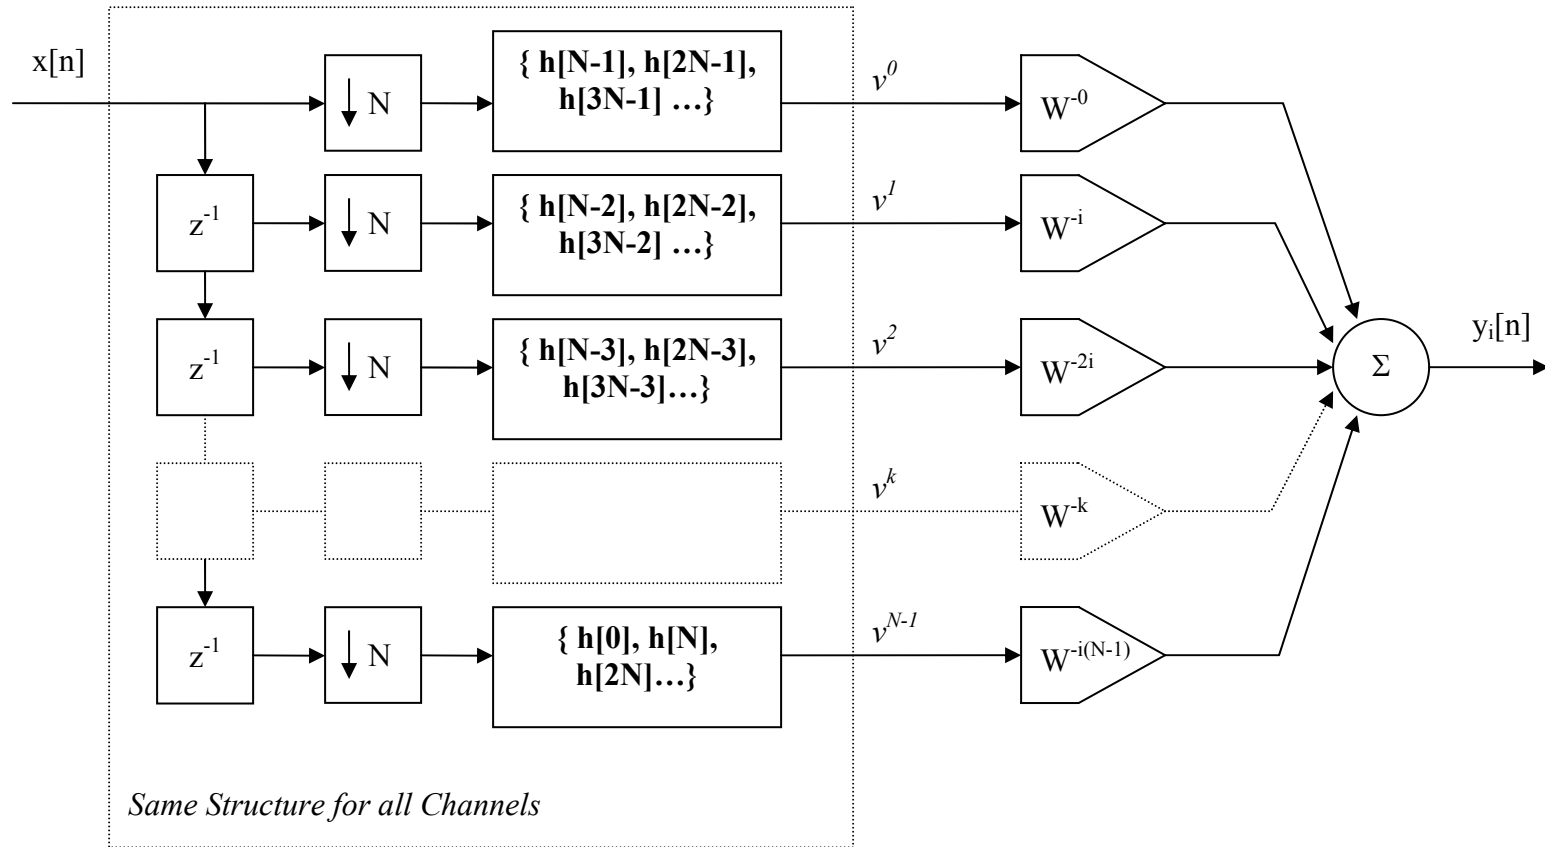 x[n]
↓ N
{ h[N-1], h[2N-1],
h[3N-1] …}
v⁰
W⁻⁰
z⁻¹
↓ N
{ h[N-2], h[2N-2],
h[3N-2] …}
v¹
W⁻ⁱ
z⁻¹
↓ N
{ h[N-3], h[2N-3],
h[3N-3]…}
v²
W⁻²ⁱ
Σ
yᵢ[n]
vᵏ
W⁻ᵏ
z⁻¹
↓ N
{ h[0], h[N],
h[2N]…}
v^{N-1}
W^{-i(N-1)}
Same Structure for all Channels